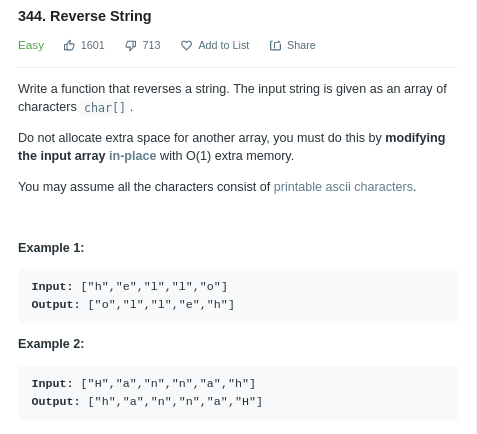 344. Reverse String
Easy 1601 713 Add to List Share
Write a function that reverses a string. The input string is given as an array of
characters char[].
Do not allocate extra space for another array, you must do this by modifying
the input array in-place with O(1) extra memory.
You may assume all the characters consist of printable ascii characters.
Example 1:
Input: ["h","e","l","l","o"]
Output: ["o","l","l","e","h"]
Example 2:
Input: ["H","a","n","n","a","h"]
Output: ["h","a","n","n","a","H"]